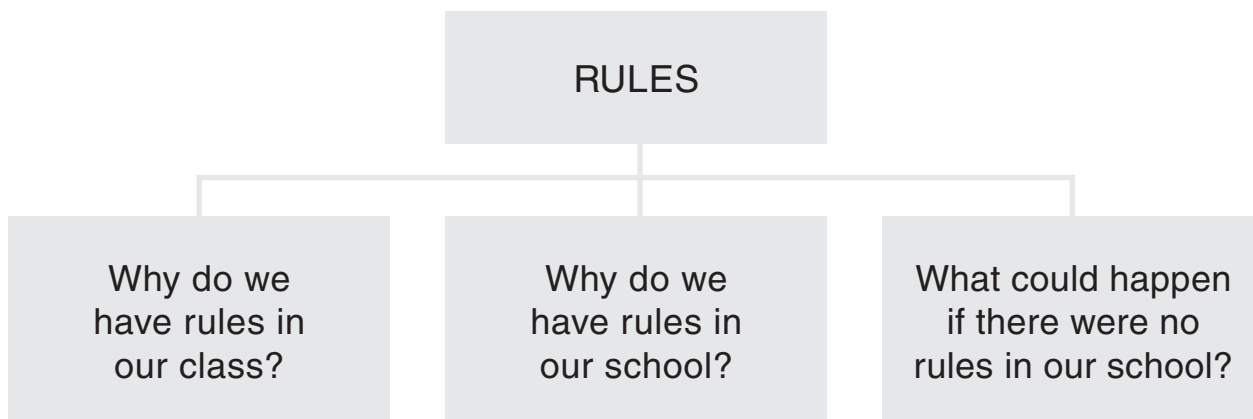 RULES
Why do we
have rules in
our class?
Why do we
have rules in
our school?
What could happen
if there were no
rules in our school?